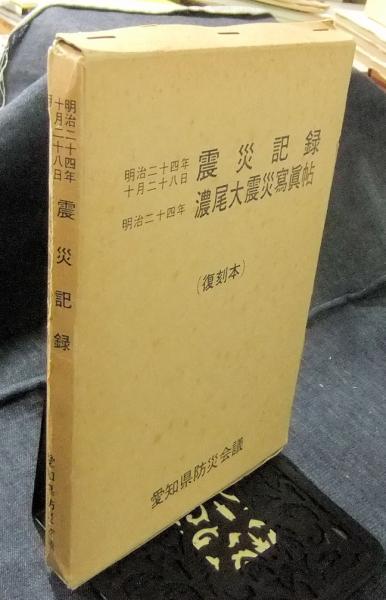 明治二十四年
十月二十八日
震災記録
明治二十四年
濃尾大震災寫眞帖
(復刻本)
愛知県防災会議
明治二十四年
十月二十八日
震災記録